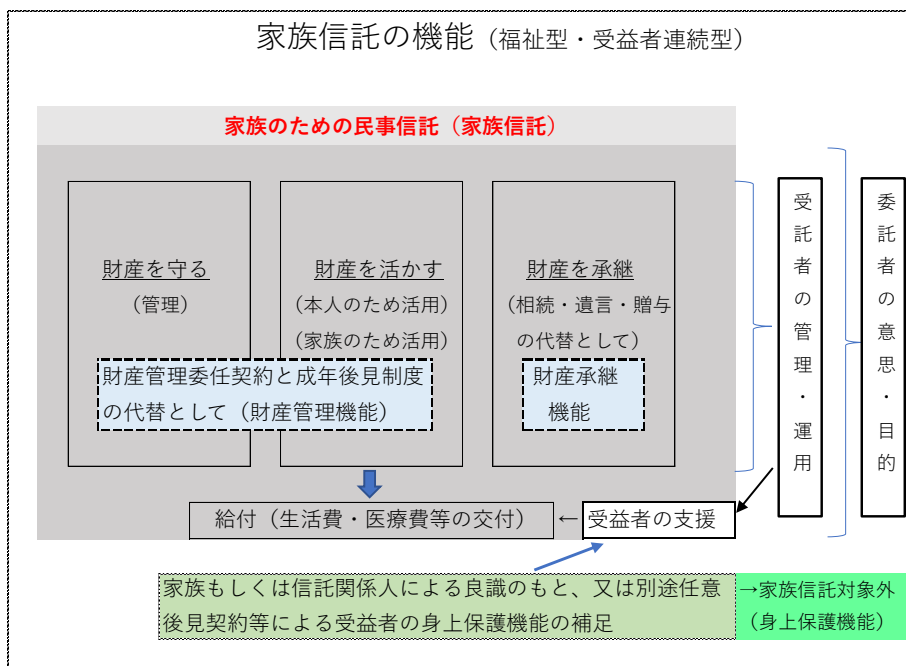 家族信託の機能（福祉型・受益者連続型）
家族のための民事信託（家族信託）
財産を守る
（管理）
財産を活かす
（本人のため活用）
（家族のため活用）
財産を承継
（相続・遺言・贈与
の代替として）
財産管理委任契約と成年後見制度
の代替として（財産管理機能）
財産承継
機能
受託者の管理・運用
委託者の意思・目的
給付（生活費・医療費等の交付）
←
受益者の支援
家族もしくは信託関係人による良識のもと、又は別途任意
後見契約等による受益者の身上保護機能の補足
→家族信託対象外
（身上保護機能）